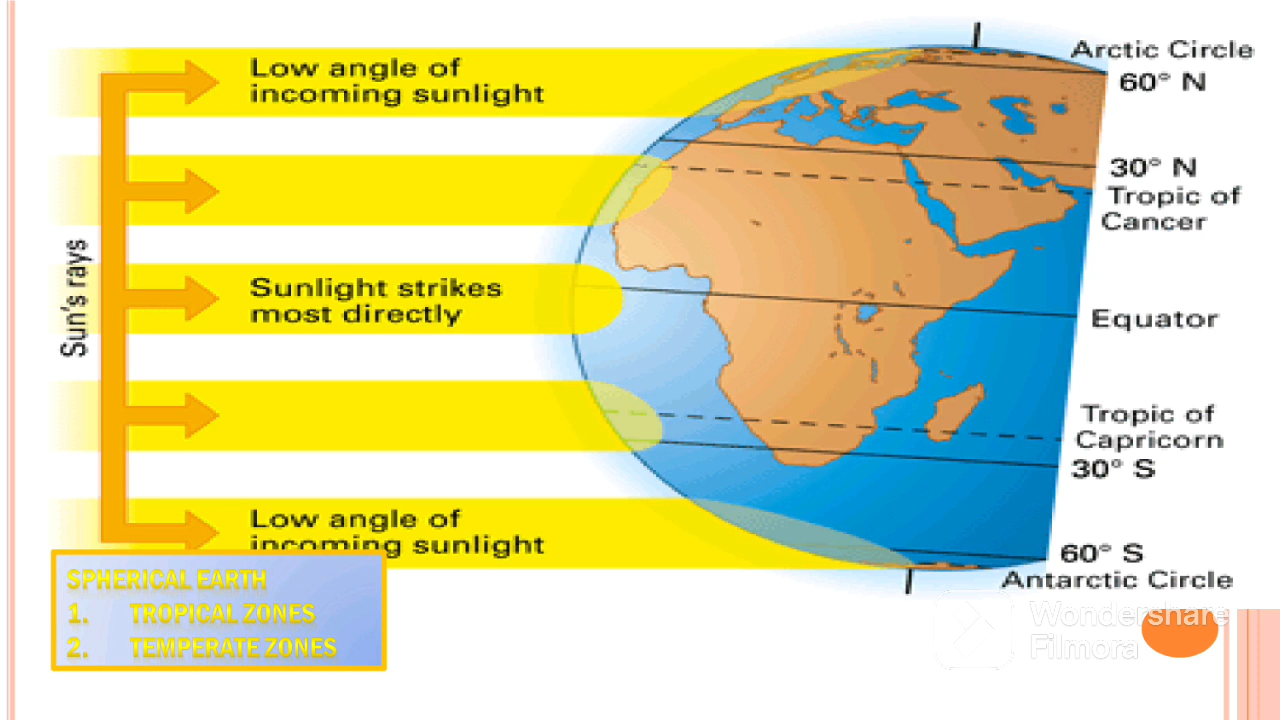 Arctic Circle
60° N
Low angle of
incoming sunlight
30° N
Tropic of
Cancer
Sun's rays
Sunlight strikes
most directly
Equator
Tropic of
Capricorn
30° S
Low angle of
incoming sunlight
60° S
Antarctic Circle
SPHERICAL EARTH
1. TROPICAL ZONES
2. TEMPERATE ZONES
Wondershare
Filmora